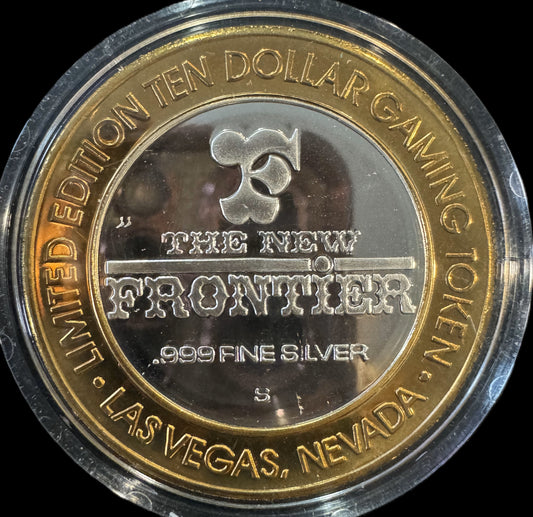 LIMITED EDITION TEN DOLLAR GAMING TOKEN
F
THE NEW
FRONTIER
.999 FINE SILVER
S
• LAS VEGAS, NEVADA •